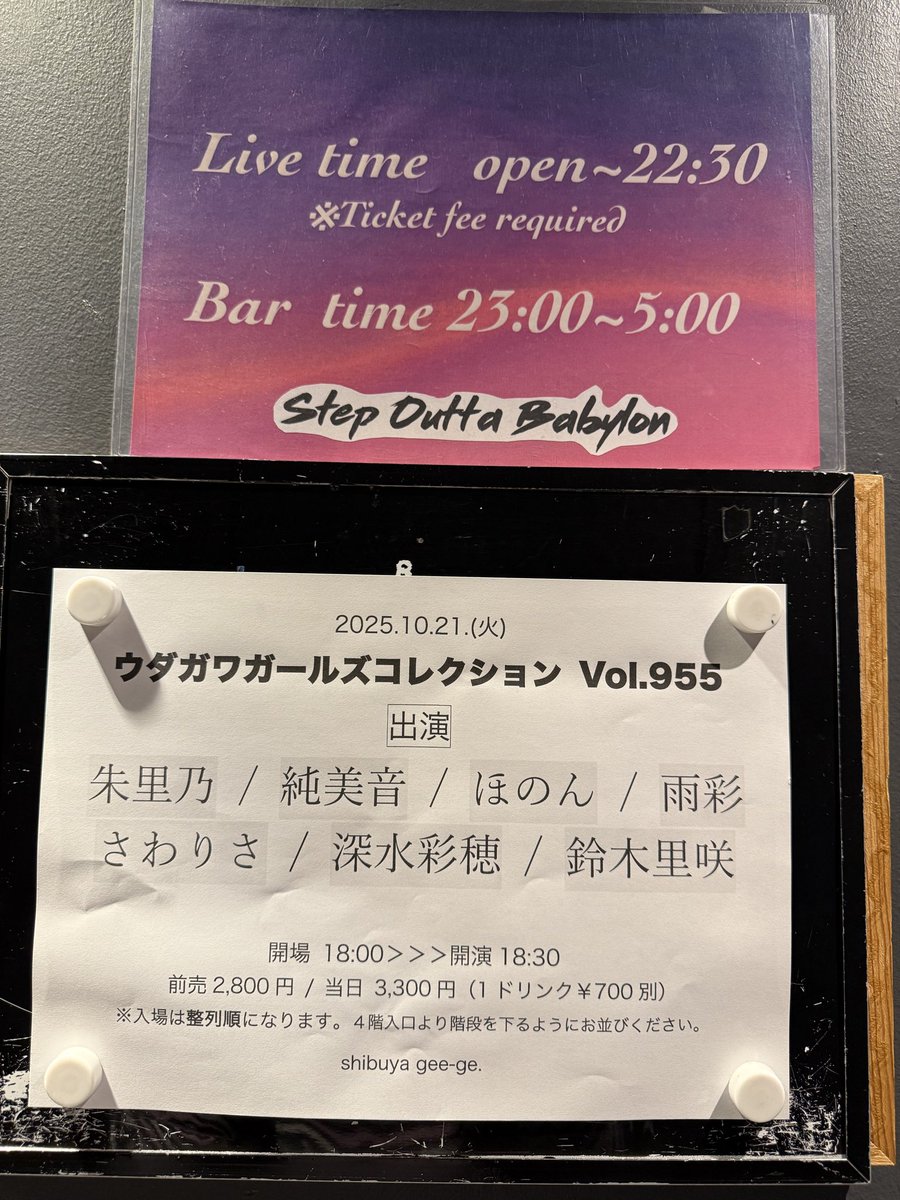 Live time open~22:30
※Ticket fee required
Bar time 23:00~5:00
Step Outta Babylon
2025.10.21.(火)
ウダガワガールズコレクション Vol.955
出演
朱里乃 / 純美音 / ほのん / 雨彩
さわりさ / 深水彩穂 / 鈴木里咲
開場 18:00＞＞＞開演 18:30
前売 2,800 円 / 当日 3,300 円（1 ドリンク￥700 別）
※入場は整列順になります。４階入口より階段を下るようにお並びください。
shibuya gee-ge.